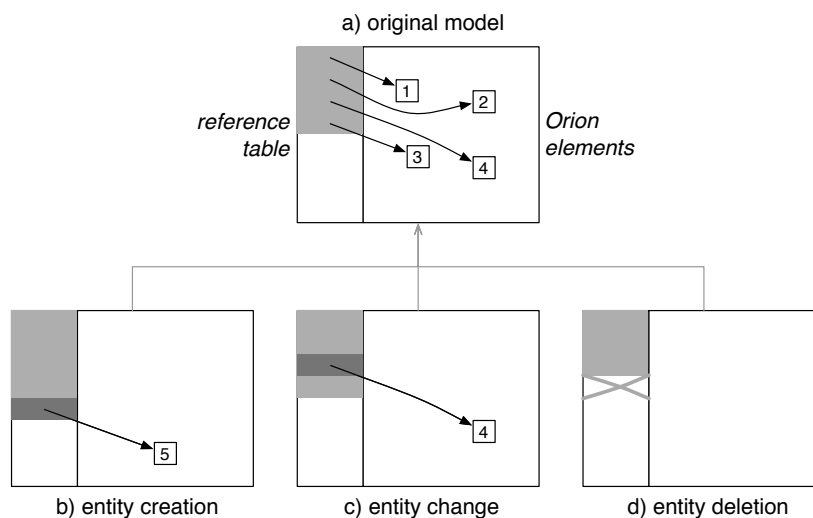 a) original model
reference
table
1
2
3
4
Orion
elements
5
4
b) entity creation
c) entity change
d) entity deletion